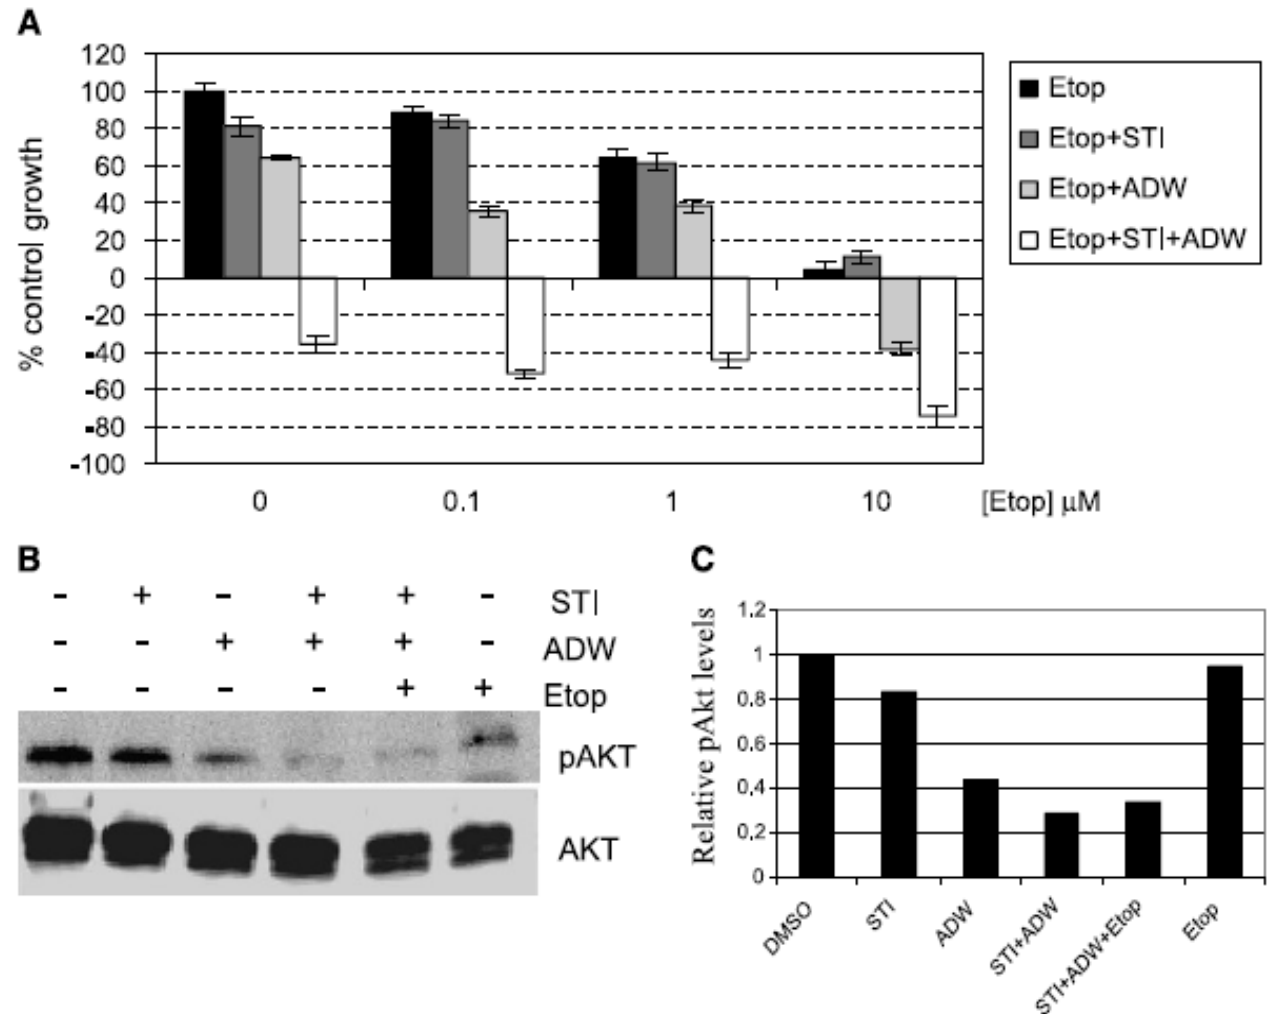 A
120
100
80
60
40
20
0
-20
-40
-60
-80
-100
% control growth
0 0.1 1 10 [Etop] μM
Etop
Etop+STI
Etop+ADW
Etop+STI+ADW
B
- + - + + - STI
- - + + + - ADW
- - - - + + Etop
pAKT
AKT
C
1.2
1
0.8
0.6
0.4
0.2
0
Relative pAkt levels
DMSO
STI
ADW
STI+ADW
STI+ADW+Etop
Etop